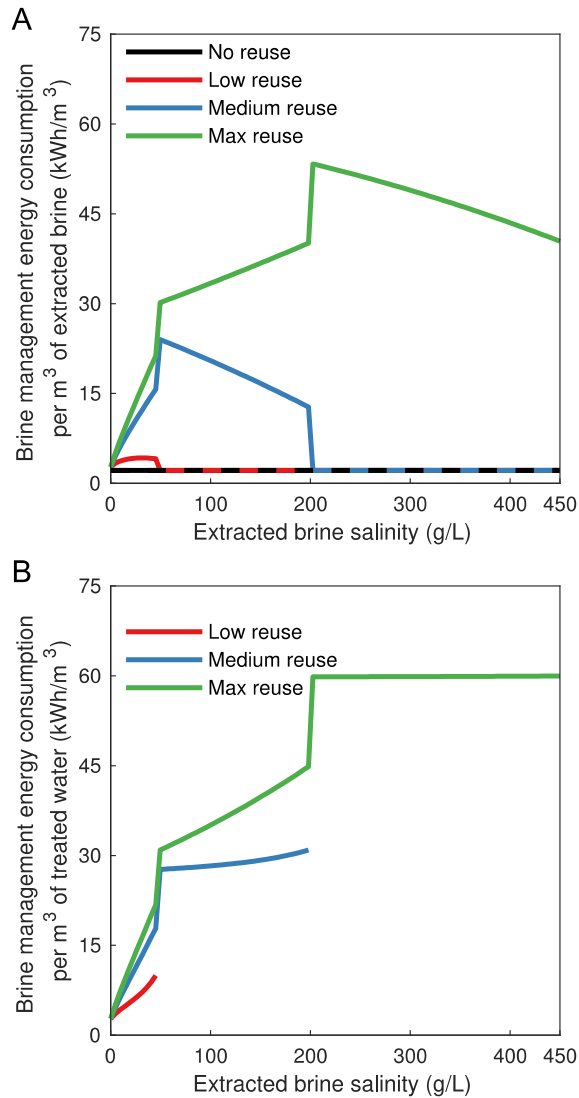 A
Brine management energy consumption
per m³ of extracted brine (kWh/m³)
75
60
45
30
15
0
No reuse
Low reuse
Medium reuse
Max reuse
0 100 200 300 400 450
Extracted brine salinity (g/L)
B
Brine management energy consumption
per m³ of treated water (kWh/m³)
75
60
45
30
15
0
Low reuse
Medium reuse
Max reuse
0 100 200 300 400 450
Extracted brine salinity (g/L)